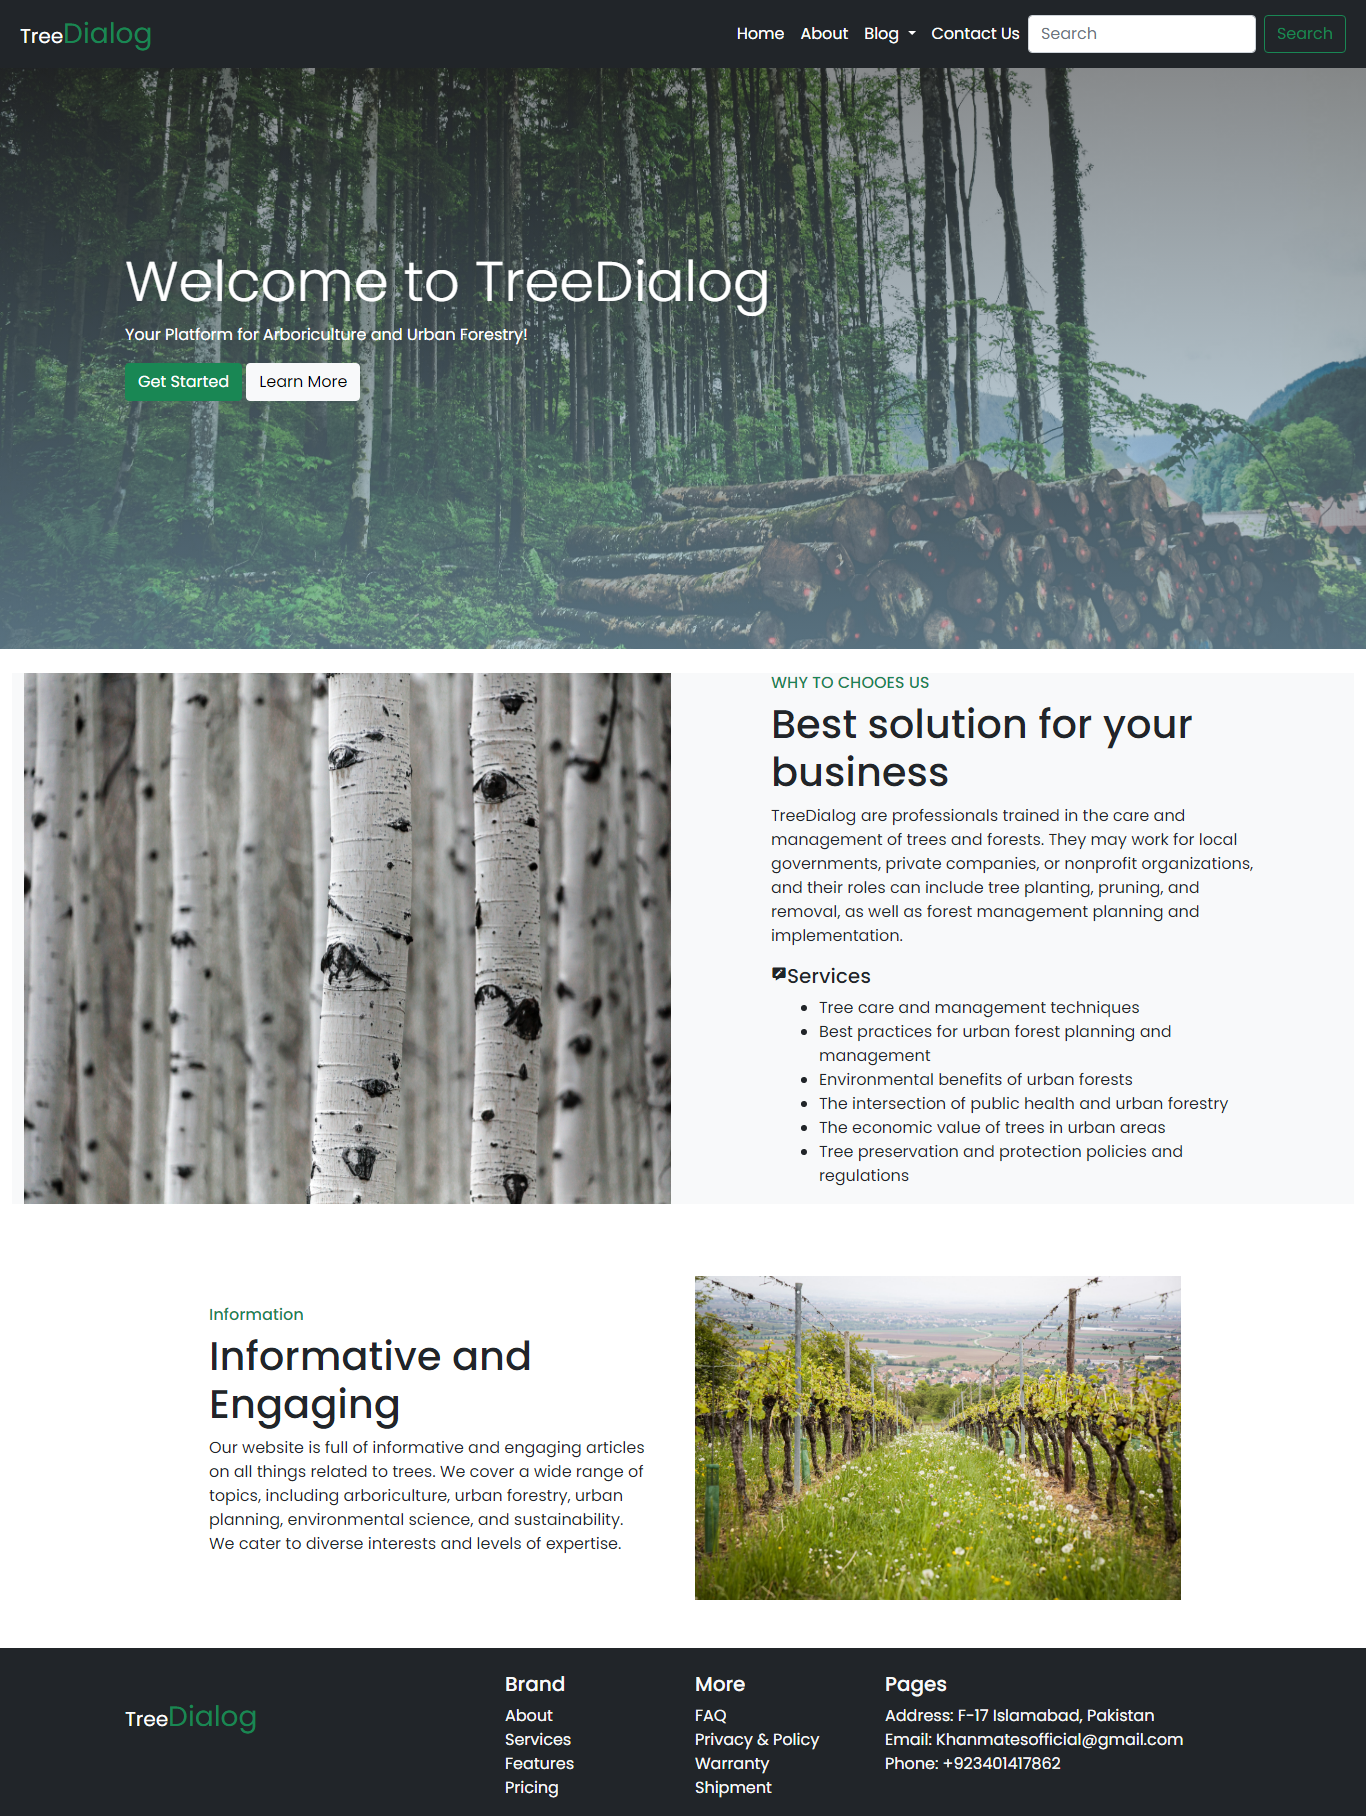 TreeDialog
Home About Blog Contact Us Search Search
Welcome to TreeDialog
Your Platform for Arboriculture and Urban Forestry!
Get Started Learn More
WHY TO CHOOES US
Best solution for your
business
TreeDialog are professionals trained in the care and
management of trees and forests. They may work for local
governments, private companies, or nonprofit organizations,
and their roles can include tree planting, pruning, and
removal, as well as forest management planning and
implementation.
Services
Tree care and management techniques
Best practices for urban forest planning and
management
Environmental benefits of urban forests
The intersection of public health and urban forestry
The economic value of trees in urban areas
Tree preservation and protection policies and
regulations
Information
Informative and
Engaging
Our website is full of informative and engaging articles
on all things related to trees. We cover a wide range of
topics, including arboriculture, urban forestry, urban
planning, environmental science, and sustainability.
We cater to diverse interests and levels of expertise.
TreeDialog
Brand
About
Services
Features
Pricing
More
FAQ
Privacy & Policy
Warranty
Shipment
Pages
Address: F-17 Islamabad, Pakistan
Email: Khanmatesofficial@gmail.com
Phone: +923401417862